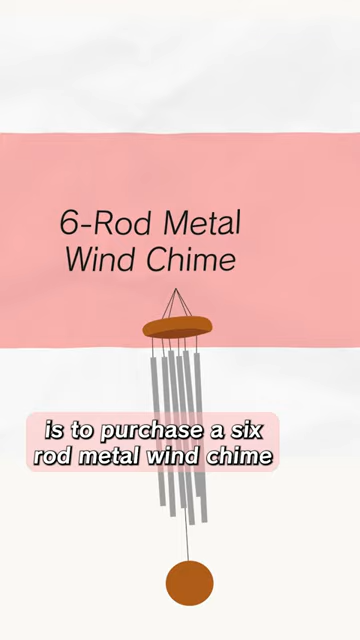 6-Rod Metal
Wind Chime
is to purchase a six
rod metal wind chime